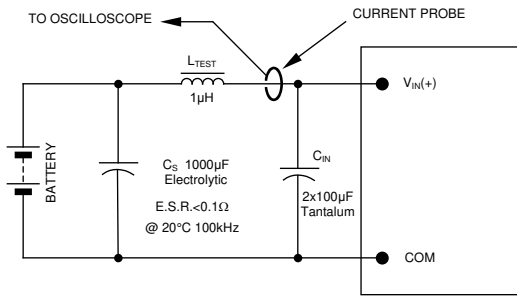 TO OSCILLOSCOPE
CURRENT PROBE
LTEST
1µH
VIN(+)
BATTERY
CS 1000µF
Electrolytic
E.S.R.<0.1Ω
@ 20°C 100kHz
CIN
2x100µF
Tantalum
COM